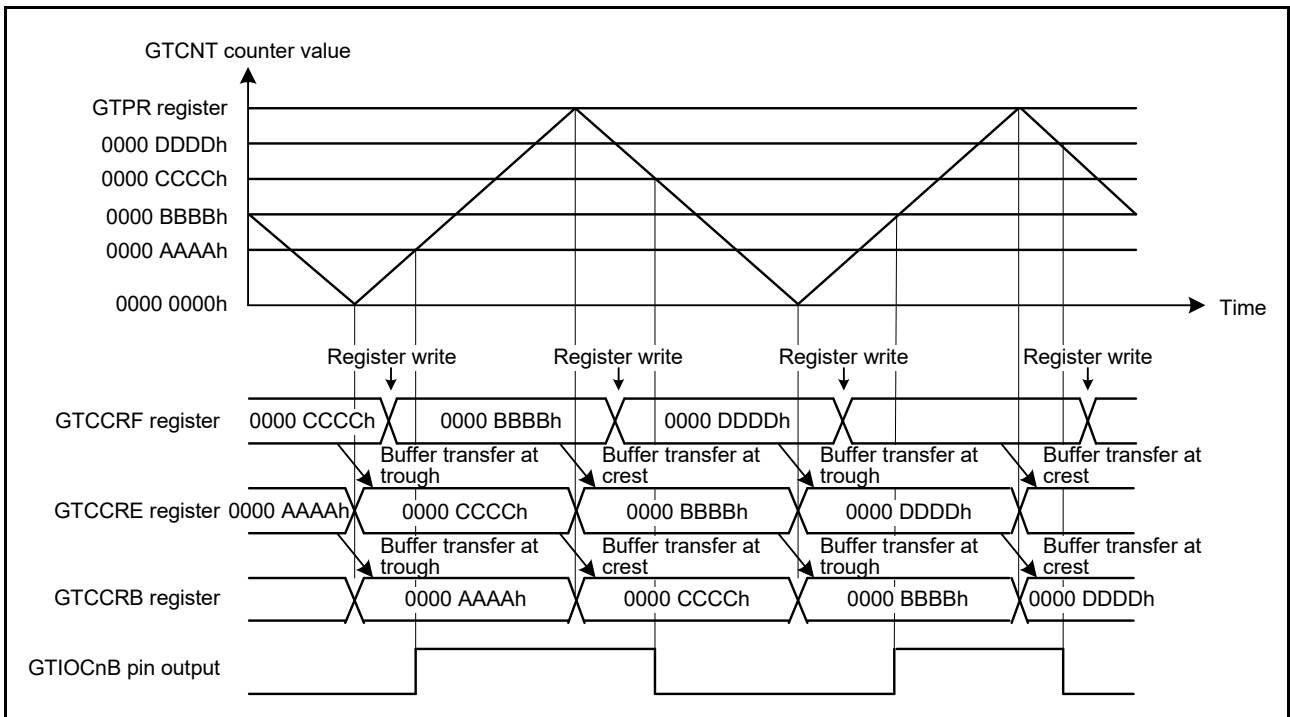 GTCNT counter value
GTPR register
0000 DDDDh
0000 CCCCh
0000 BBBBh
0000 AAAAh
0000 0000h
Time
Register write Register write Register write Register write
GTCCRF register 0000 CCCCh 0000 BBBBh 0000 DDDDh
Buffer transfer at trough
Buffer transfer at crest
Buffer transfer at trough
Buffer transfer at crest
GTCCRE register 0000 AAAAh 0000 CCCCh 0000 BBBBh 0000 DDDDh
Buffer transfer at trough
Buffer transfer at crest
Buffer transfer at trough
Buffer transfer at crest
GTCCRB register 0000 AAAAh 0000 CCCCh 0000 BBBBh 0000 DDDDh
GTIOCnB pin output